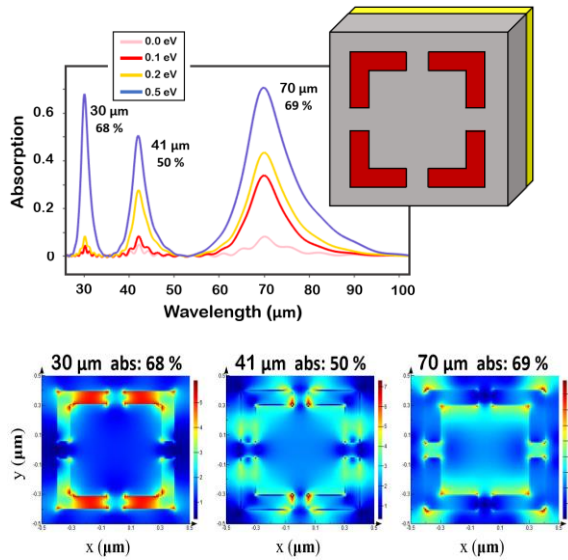 0.0 eV
0.1 eV
0.2 eV
0.5 eV
30 μm
68 %
41 μm
50 %
70 μm
69 %
Absorption
0.6
0.4
0.2
0
30 40 50 60 70 80 90 100
Wavelength (μm)
30 μm abs: 68 % 41 μm abs: 50 % 70 μm abs: 69 %
y (μm)
x (μm) x (μm) x (μm)